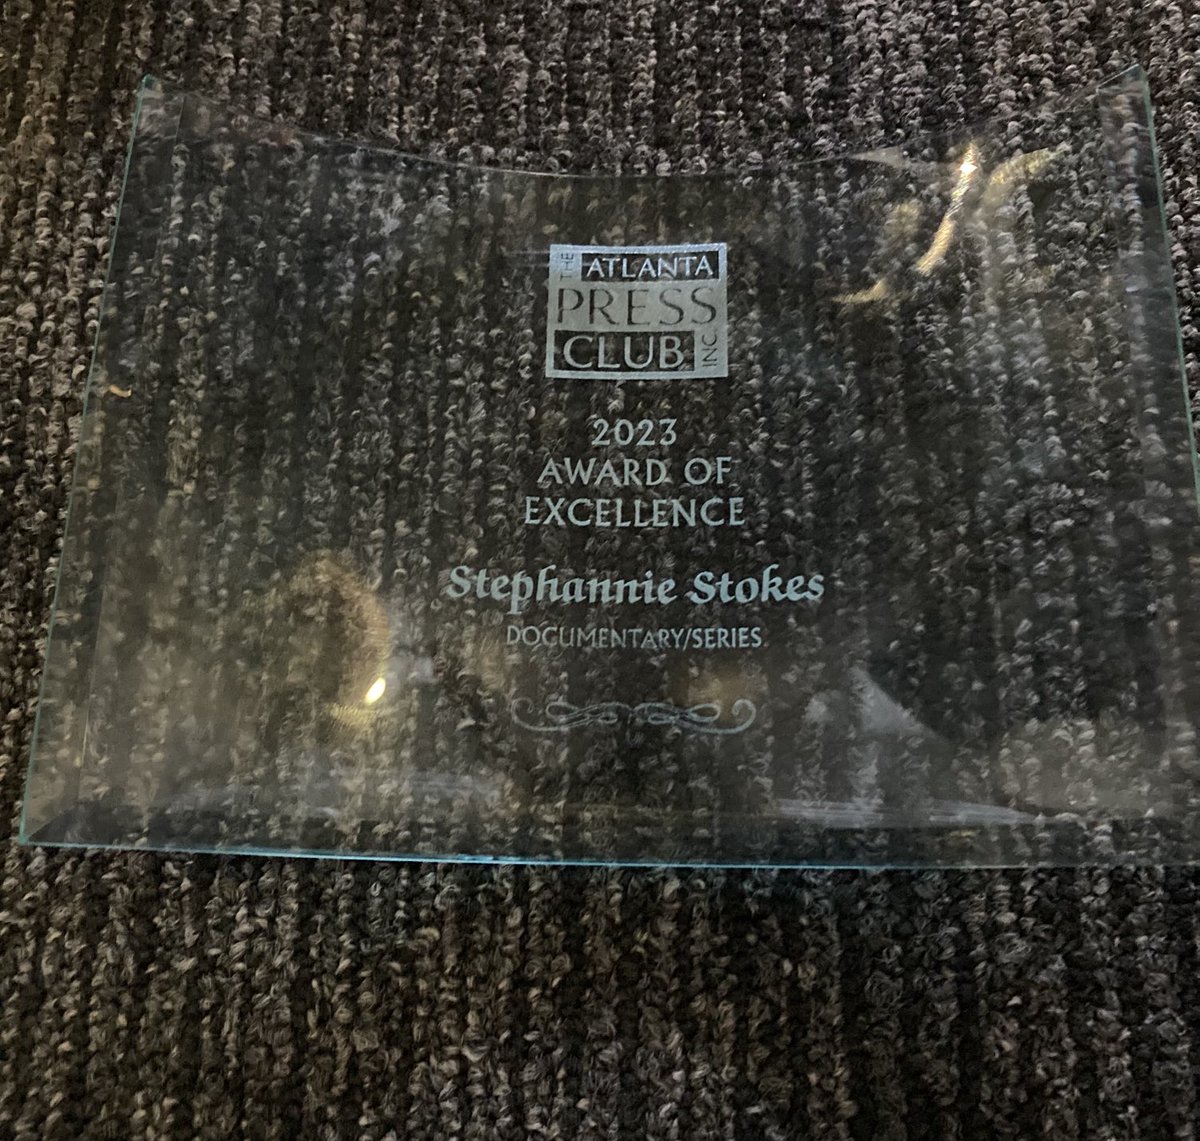 THE ATLANTA
PRESS
CLUB INC
2023
AWARD OF
EXCELLENCE
Stephannie Stokes
DOCUMENTARY/SERIES